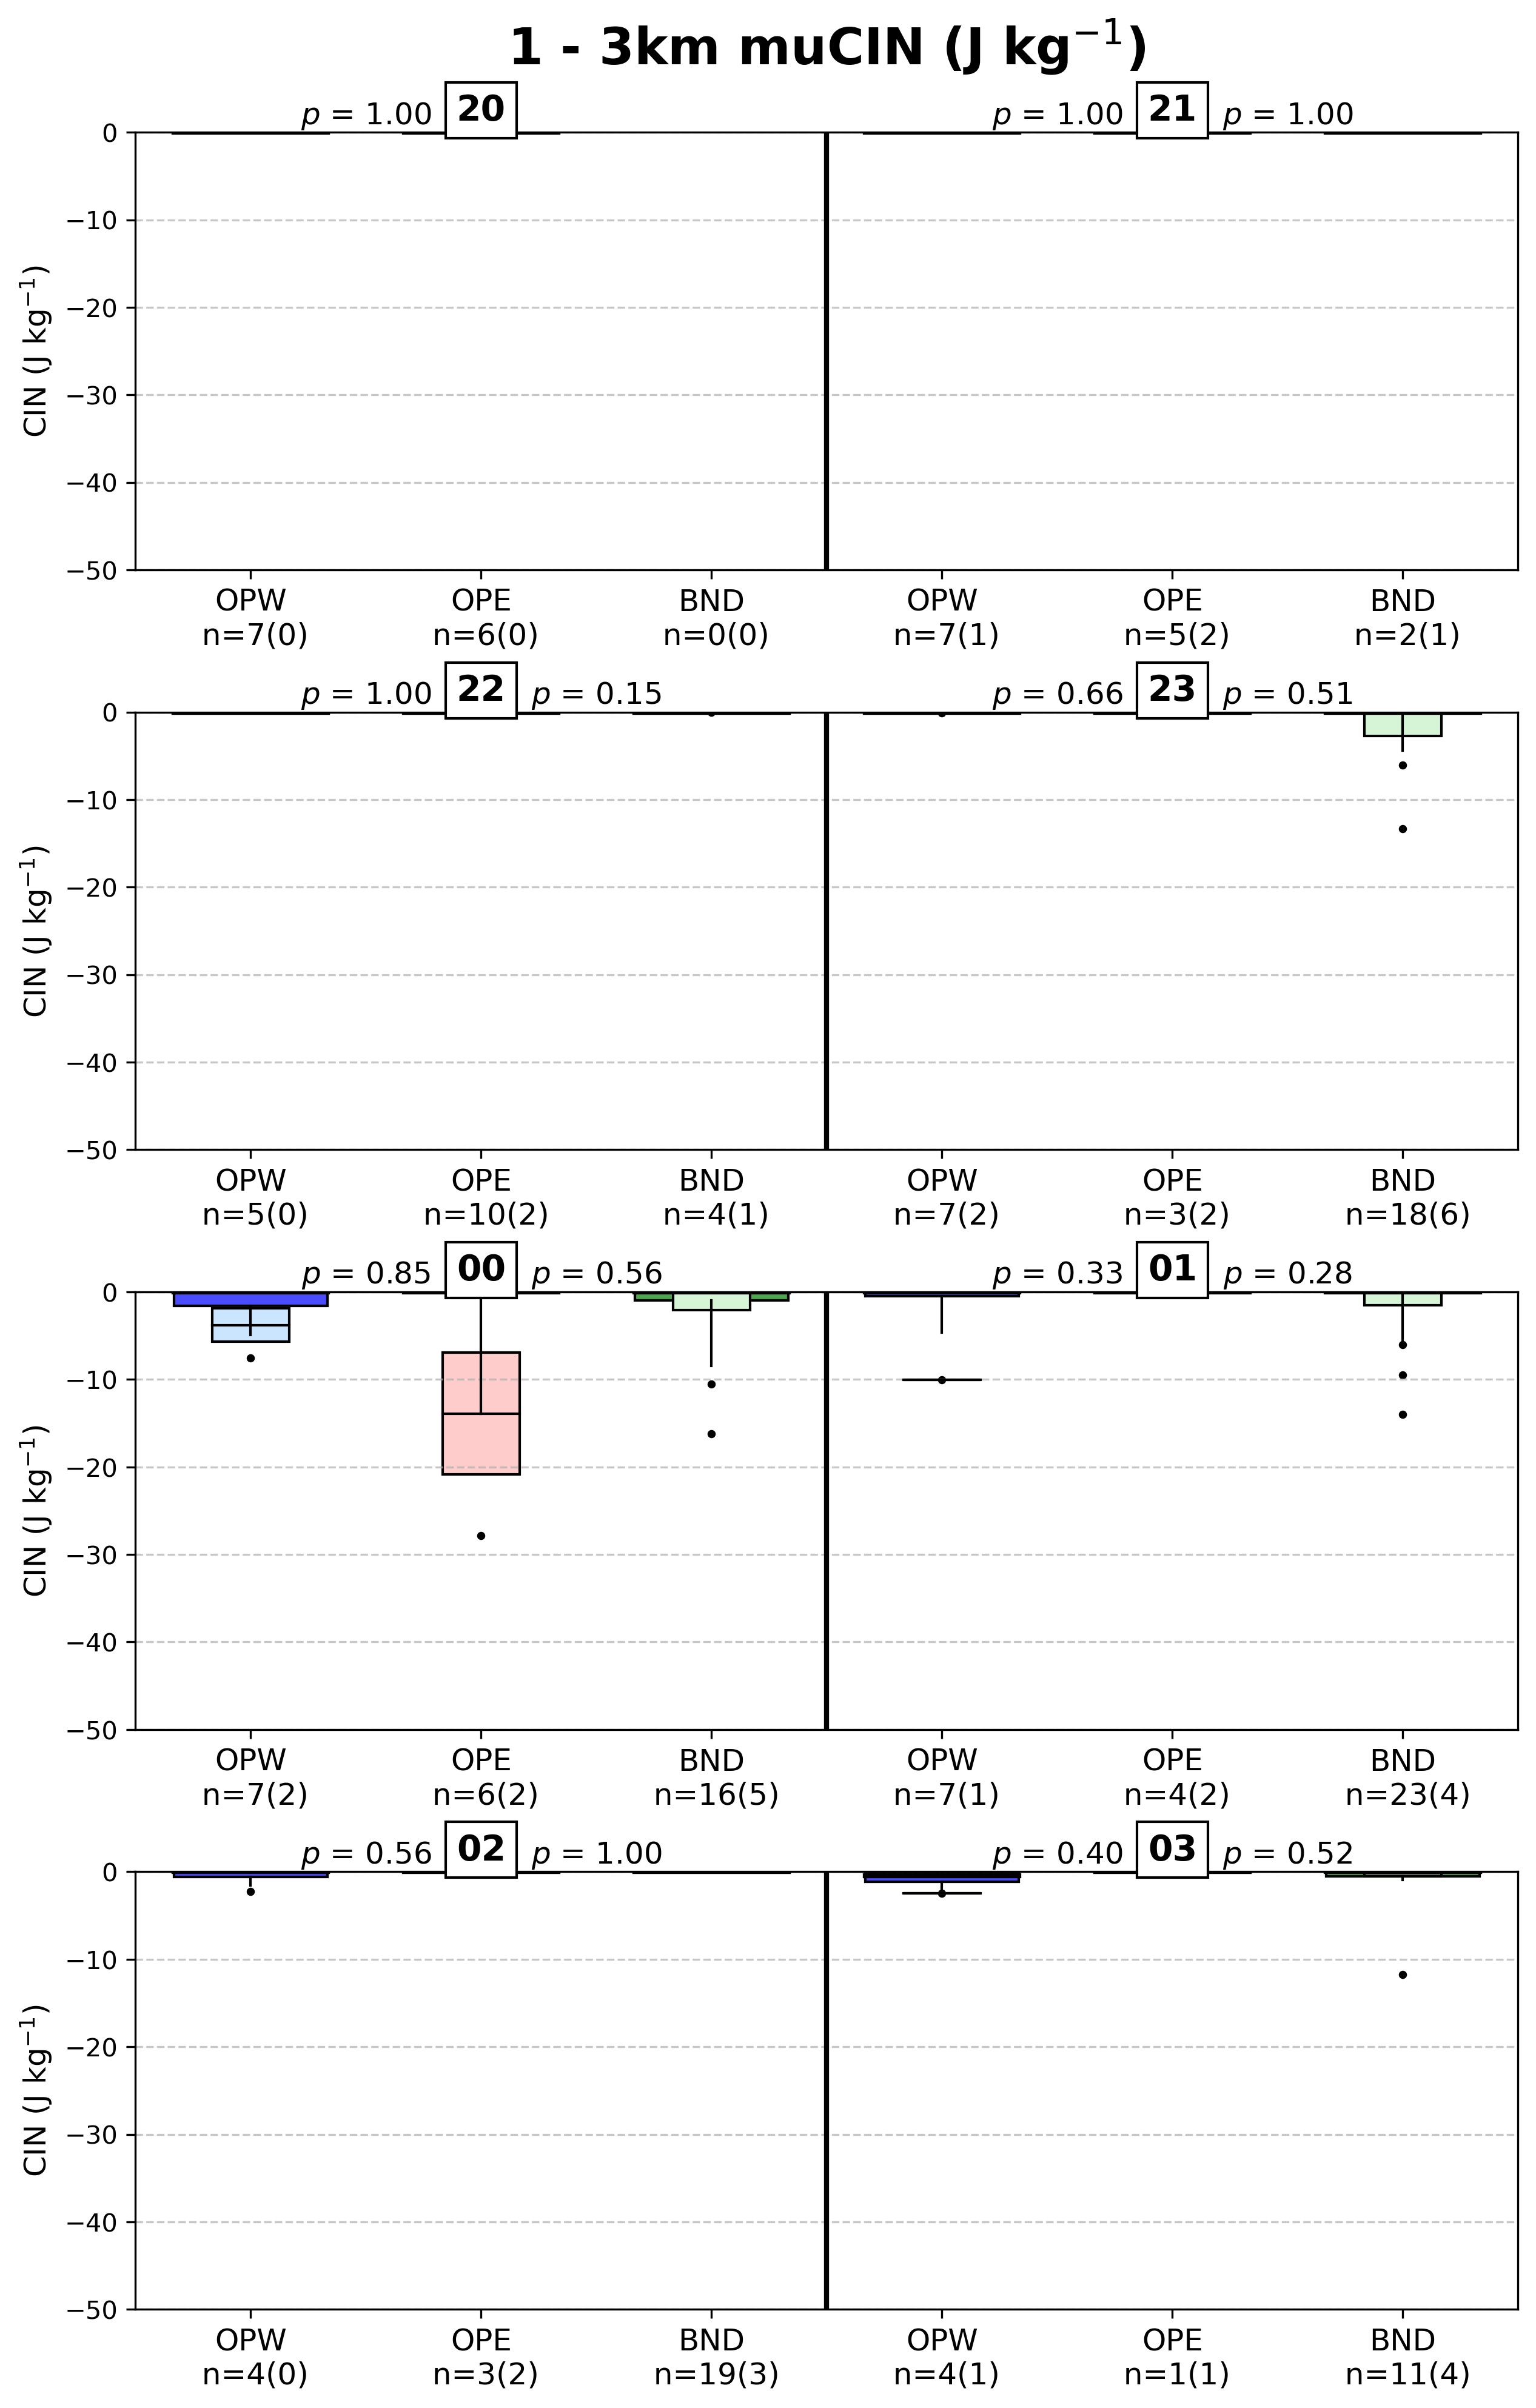 1 - 3km muCIN (J kg⁻¹)
p = 1.00 20
p = 1.00 21 p = 1.00
CIN (J kg⁻¹)
0
−10
−20
−30
−40
−50
OPW OPE BND OPW OPE BND
n=7(0) n=6(0) n=0(0) n=7(1) n=5(2) n=2(1)
p = 1.00 22 p = 0.15
p = 0.66 23 p = 0.51
CIN (J kg⁻¹)
0
−10
−20
−30
−40
−50
OPW OPE BND OPW OPE BND
n=5(0) n=10(2) n=4(1) n=7(2) n=3(2) n=18(6)
p = 0.85 00 p = 0.56
p = 0.33 01 p = 0.28
CIN (J kg⁻¹)
0
−10
−20
−30
−40
−50
OPW OPE BND OPW OPE BND
n=7(2) n=6(2) n=16(5) n=7(1) n=4(2) n=23(4)
p = 0.56 02 p = 1.00
p = 0.40 03 p = 0.52
CIN (J kg⁻¹)
0
−10
−20
−30
−40
−50
OPW OPE BND OPW OPE BND
n=4(0) n=3(2) n=19(3) n=4(1) n=1(1) n=11(4)